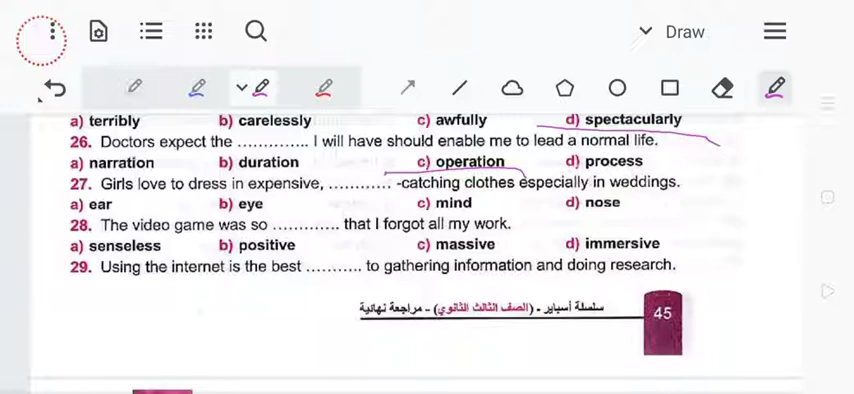 Draw
a) terribly b) carelessly c) awfully d) spectacularly
26. Doctors expect the .............. I will have should enable me to lead a normal life.
a) narration b) duration c) operation d) process
27. Girls love to dress in expensive, ............ -catching clothes especially in weddings.
a) ear b) eye c) mind d) nose
28. The video game was so ............. that I forgot all my work.
a) senseless b) positive c) massive d) immersive
29. Using the internet is the best ........... to gathering information and doing research.
سلسلة أسباير - (الصف الثالث الثانوي) - مراجعة نهائية
45